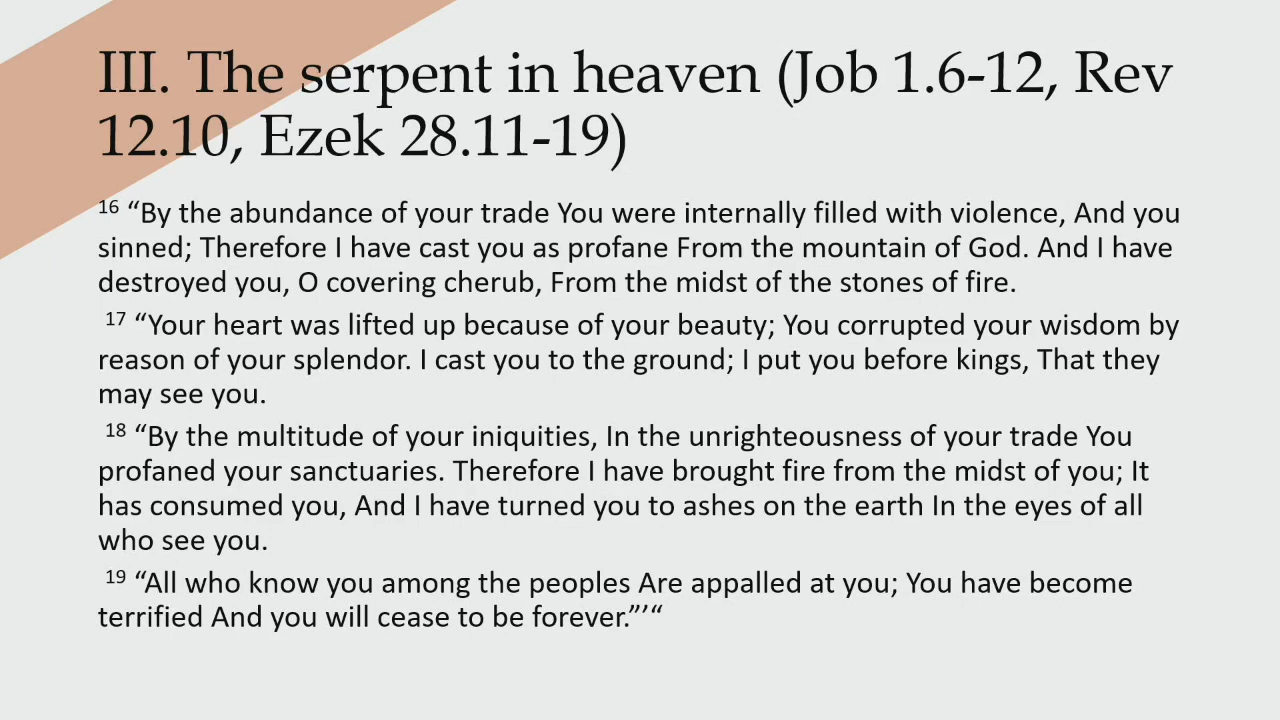 III. The serpent in heaven (Job 1.6-12, Rev
12.10, Ezek 28.11-19)
16 “By the abundance of your trade You were internally filled with violence, And you
sinned; Therefore I have cast you as profane From the mountain of God. And I have
destroyed you, O covering cherub, From the midst of the stones of fire.
17 “Your heart was lifted up because of your beauty; You corrupted your wisdom by
reason of your splendor. I cast you to the ground; I put you before kings, That they
may see you.
18 “By the multitude of your iniquities, In the unrighteousness of your trade You
profaned your sanctuaries. Therefore I have brought fire from the midst of you; It
has consumed you, And I have turned you to ashes on the earth In the eyes of all
who see you.
19 “All who know you among the peoples Are appalled at you; You have become
terrified And you will cease to be forever.”’“